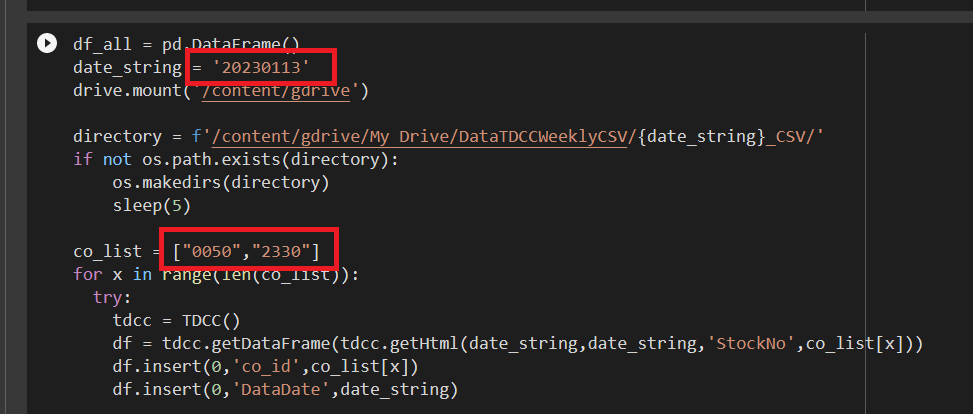 df_all = pd.DataFrame()
date_string = '20230113'
drive.mount('/content/gdrive')
directory = f'/content/gdrive/My Drive/DataTDCCWeeklyCSV/{date_string}_CSV/'
if not os.path.exists(directory):
    os.makedirs(directory)
    sleep(5)
co_list = ["0050","2330"]
for x in range(len(co_list)):
  try:
    tdcc = TDCC()
    df = tdcc.getDataFrame(tdcc.getHtml(date_string,date_string,'StockNo',co_list[x]))
    df.insert(0,'co_id',co_list[x])
    df.insert(0,'DataDate',date_string)